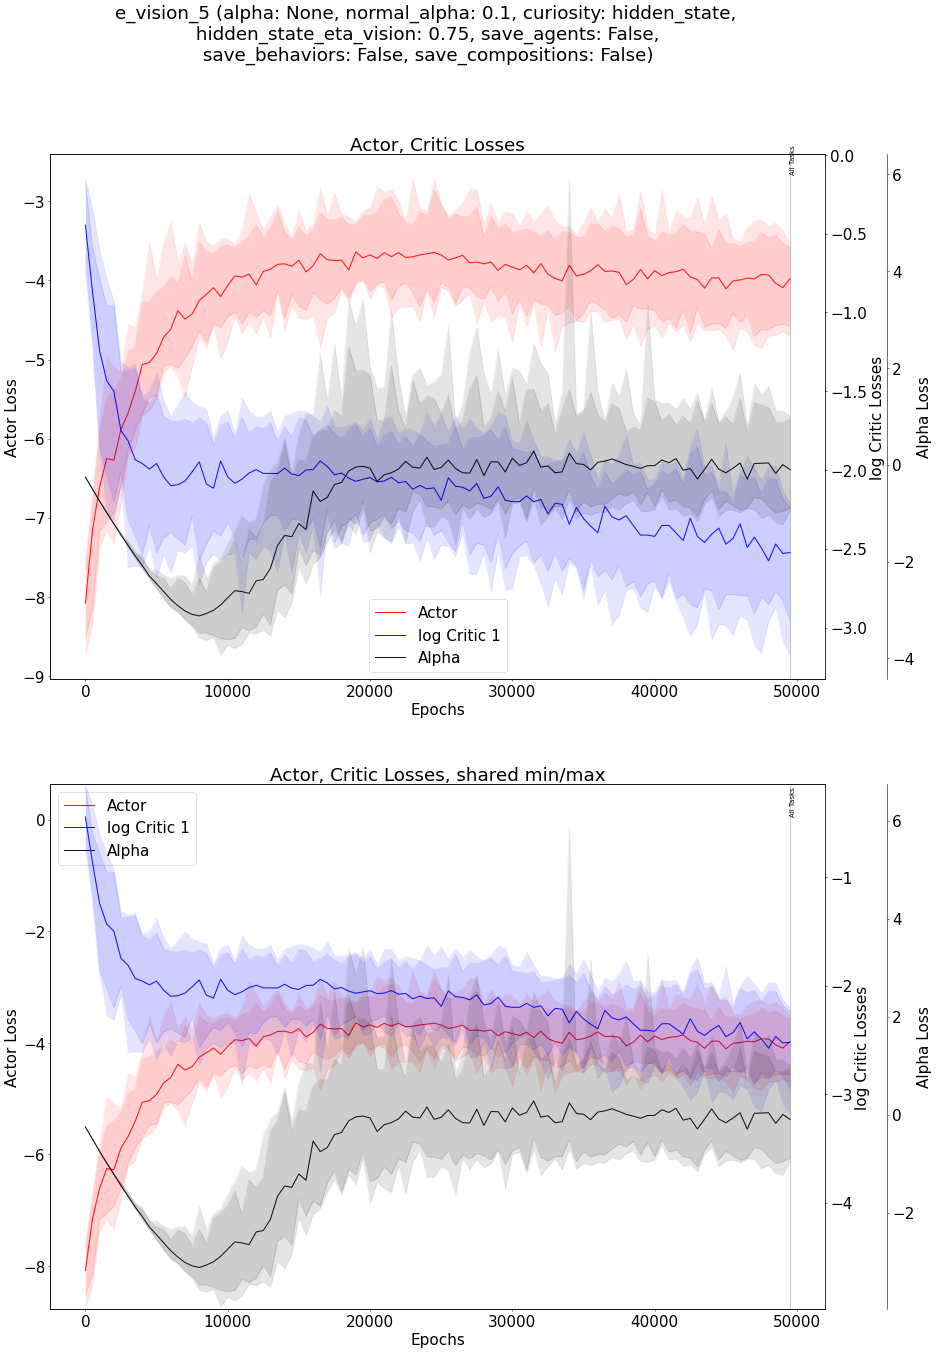 e_vision_5 (alpha: None, normal_alpha: 0.1, curiosity: hidden_state,
hidden_state_eta_vision: 0.75, save_agents: False,
save_behaviors: False, save_compositions: False)
Actor, Critic Losses
All Tasks
−3
−4
−5
−6
−7
−8
−9
Actor Loss
0.0
−0.5
−1.0
−1.5
−2.0
−2.5
−3.0
log Critic Losses
6
4
2
0
−2
−4
Alpha Loss
Actor
log Critic 1
Alpha
0
10000
20000
30000
40000
50000
Epochs
Actor, Critic Losses, shared min/max
All Tasks
Actor
log Critic 1
Alpha
0
−2
−4
−6
−8
Actor Loss
−1
−2
−3
−4
log Critic Losses
6
4
2
0
−2
Alpha Loss
0
10000
20000
30000
40000
50000
Epochs